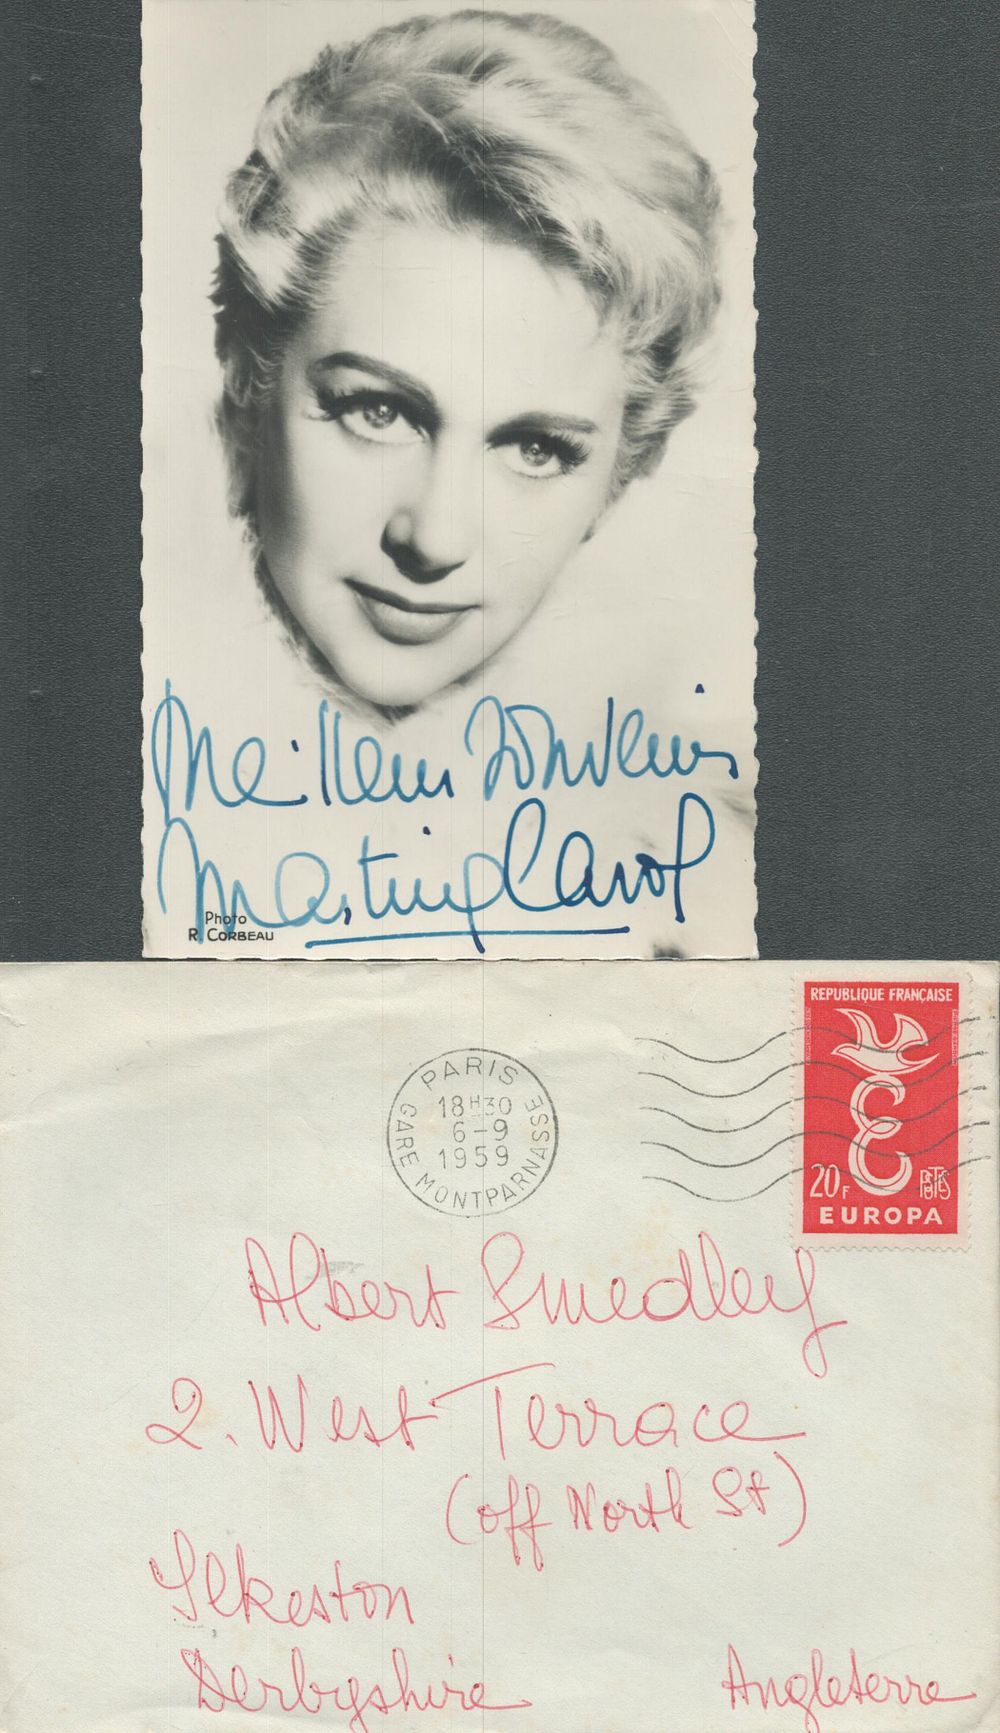 Meilleurs Souvenirs
Martine Carol
Photo
R. CORBEAU
REPUBLIQUE FRANÇAISE
20F
POSTES
EUROPA
PARIS
18H30
6-9
1959
GARE MONTPARNASSE
Albert Smedley
2. West Terrace
(off North St)
Ilkeston
Derbyshire
Angleterre